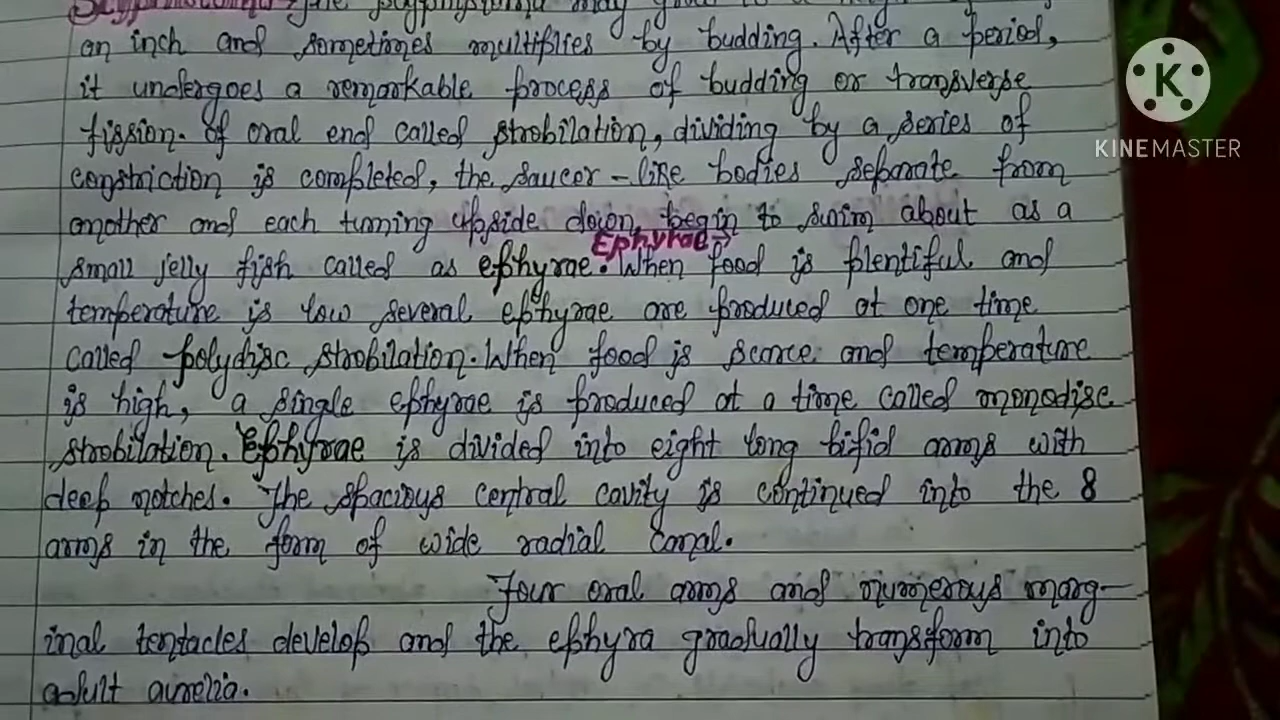 Scyphistoma The scyphistoma may grow to a
an inch and sometimes multiplies by budding. After a period,
it undergoes a remarkable process of budding or transverse
fission. Of oral end called strobilation, dividing by a series of
constriction is completed, the saucer-like bodies separate from
another and each turning upside down, begin to swim about as a
Ephyrae→
small jelly fish called as ephyrae. When food is plentiful and
temperature is low several ephyrae are produced at one time
called polydisc strobilation. When food is scarce and temperature
is high, a single ephyrae is produced at a time called monodisc
strobilation. Ephyrae is divided into eight long bifid arms with
deep notches. The spacious central cavity is continued into the 8
arms in the form of wide radial canal.
Four oral arms and numerous marg-
inal tentacles develop and the ephyra gradually transform into
adult aurelia.
K
KINEMASTER